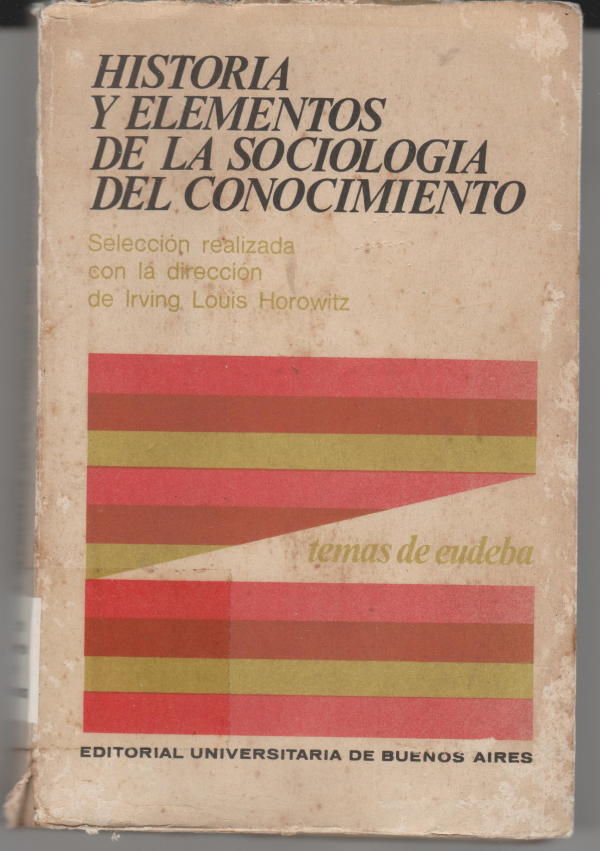 HISTORIA
Y ELEMENTOS
DE LA SOCIOLOGIA
DEL CONOCIMIENTO
Selección realizada
con la dirección
de Irving Louis Horowitz
temas de eudeba
EDITORIAL UNIVERSITARIA DE BUENOS AIRES